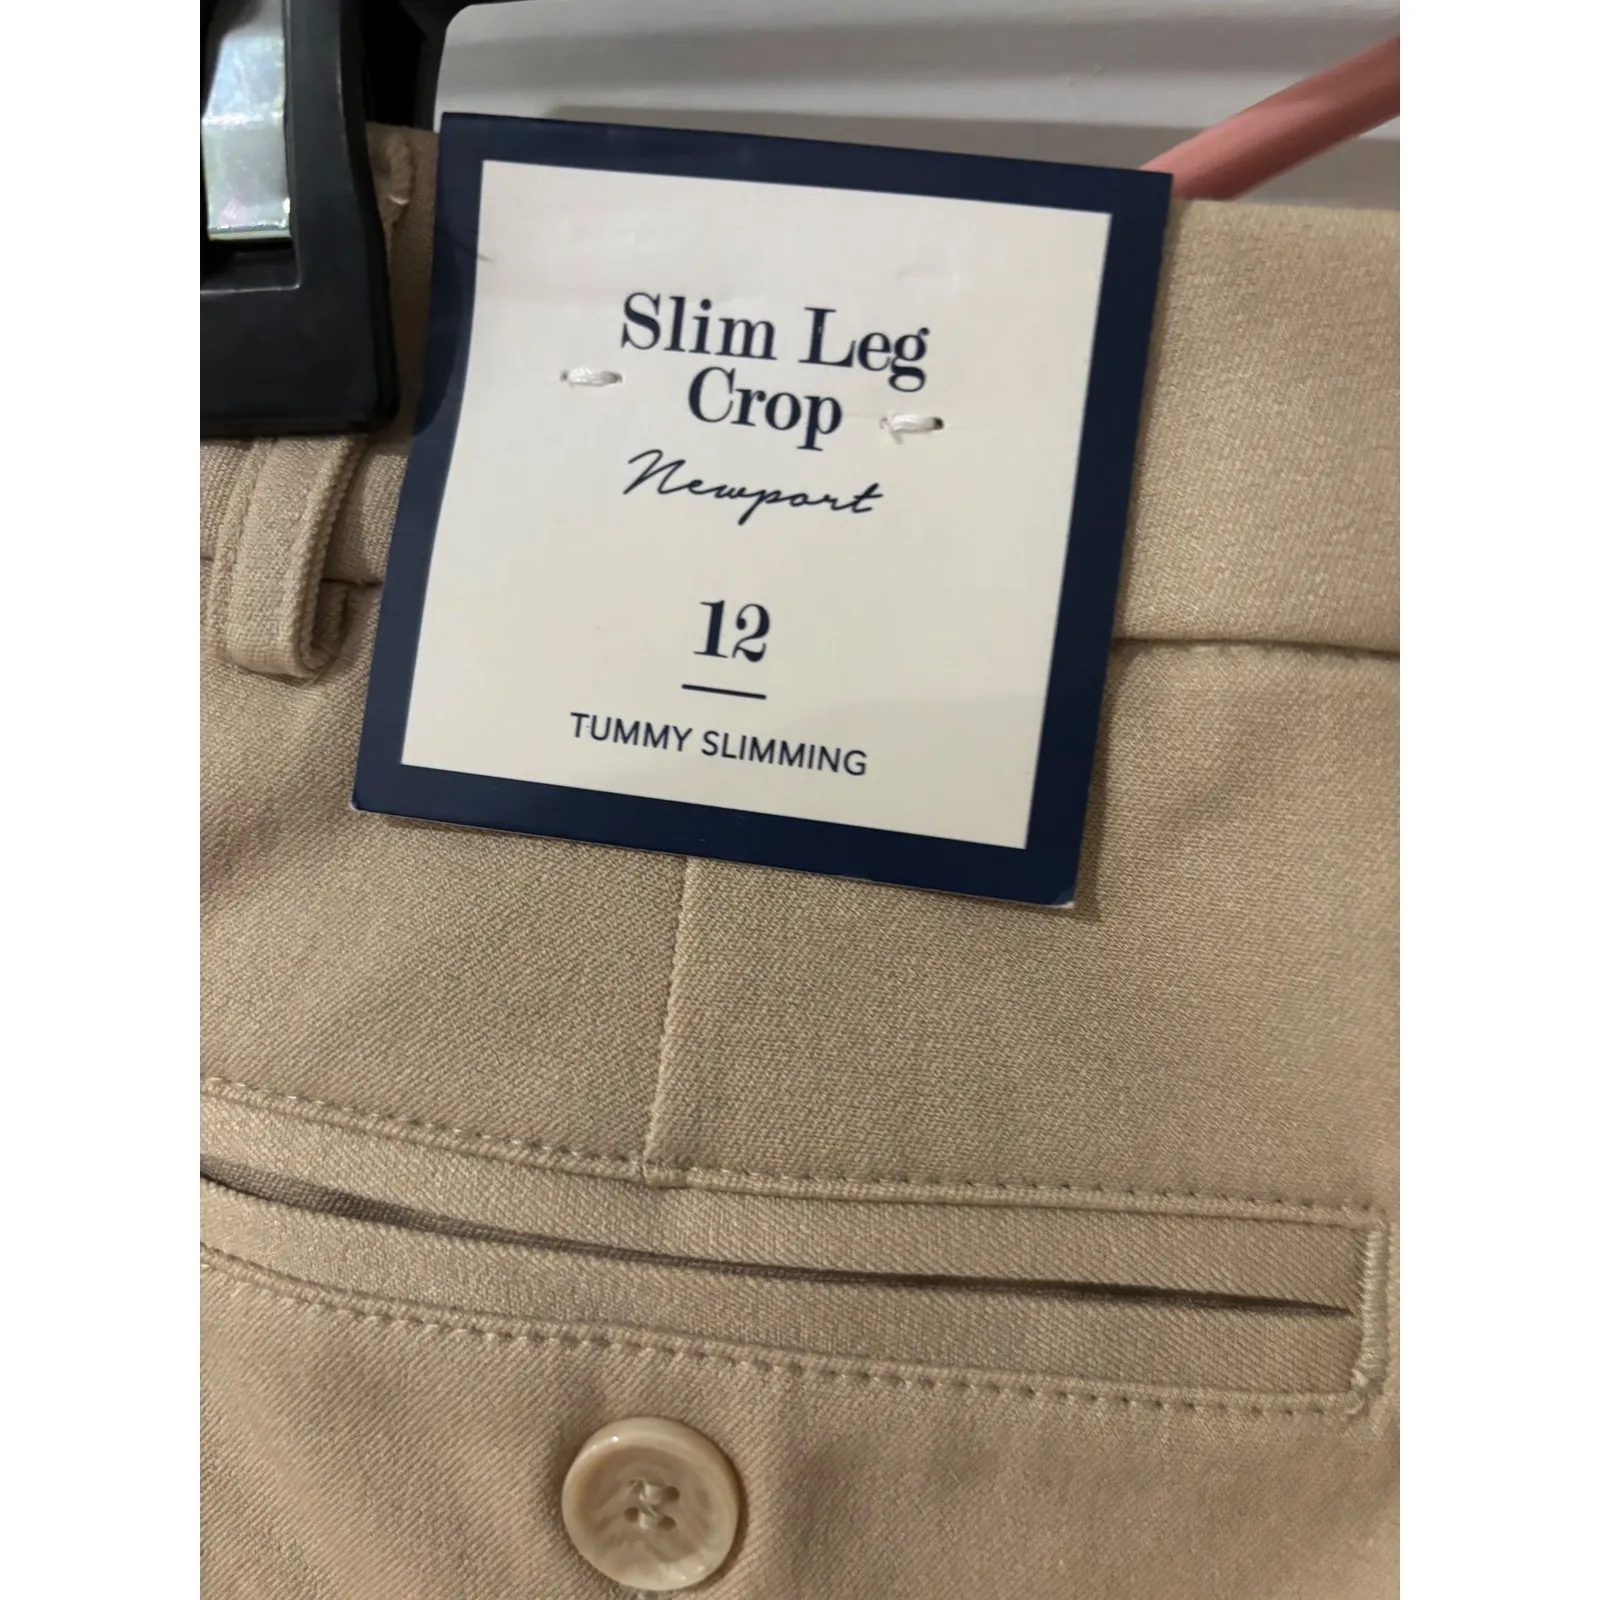 Slim Leg
Crop
Newport
12
TUMMY SLIMMING